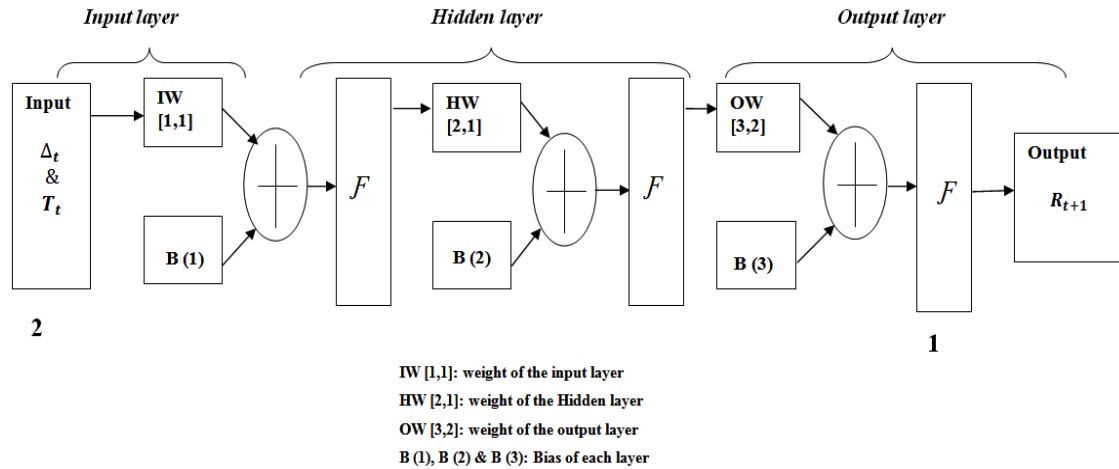 Input layer
Hidden layer
Output layer
Input
Δt
&
Tt
IW
[1,1]
B (1)
F
HW
[2,1]
B (2)
F
OW
[3,2]
B (3)
F
Output
Rt+1
2
1
IW [1,1]: weight of the input layer
HW [2,1]: weight of the Hidden layer
OW [3,2]: weight of the output layer
B (1), B (2) & B (3): Bias of each layer